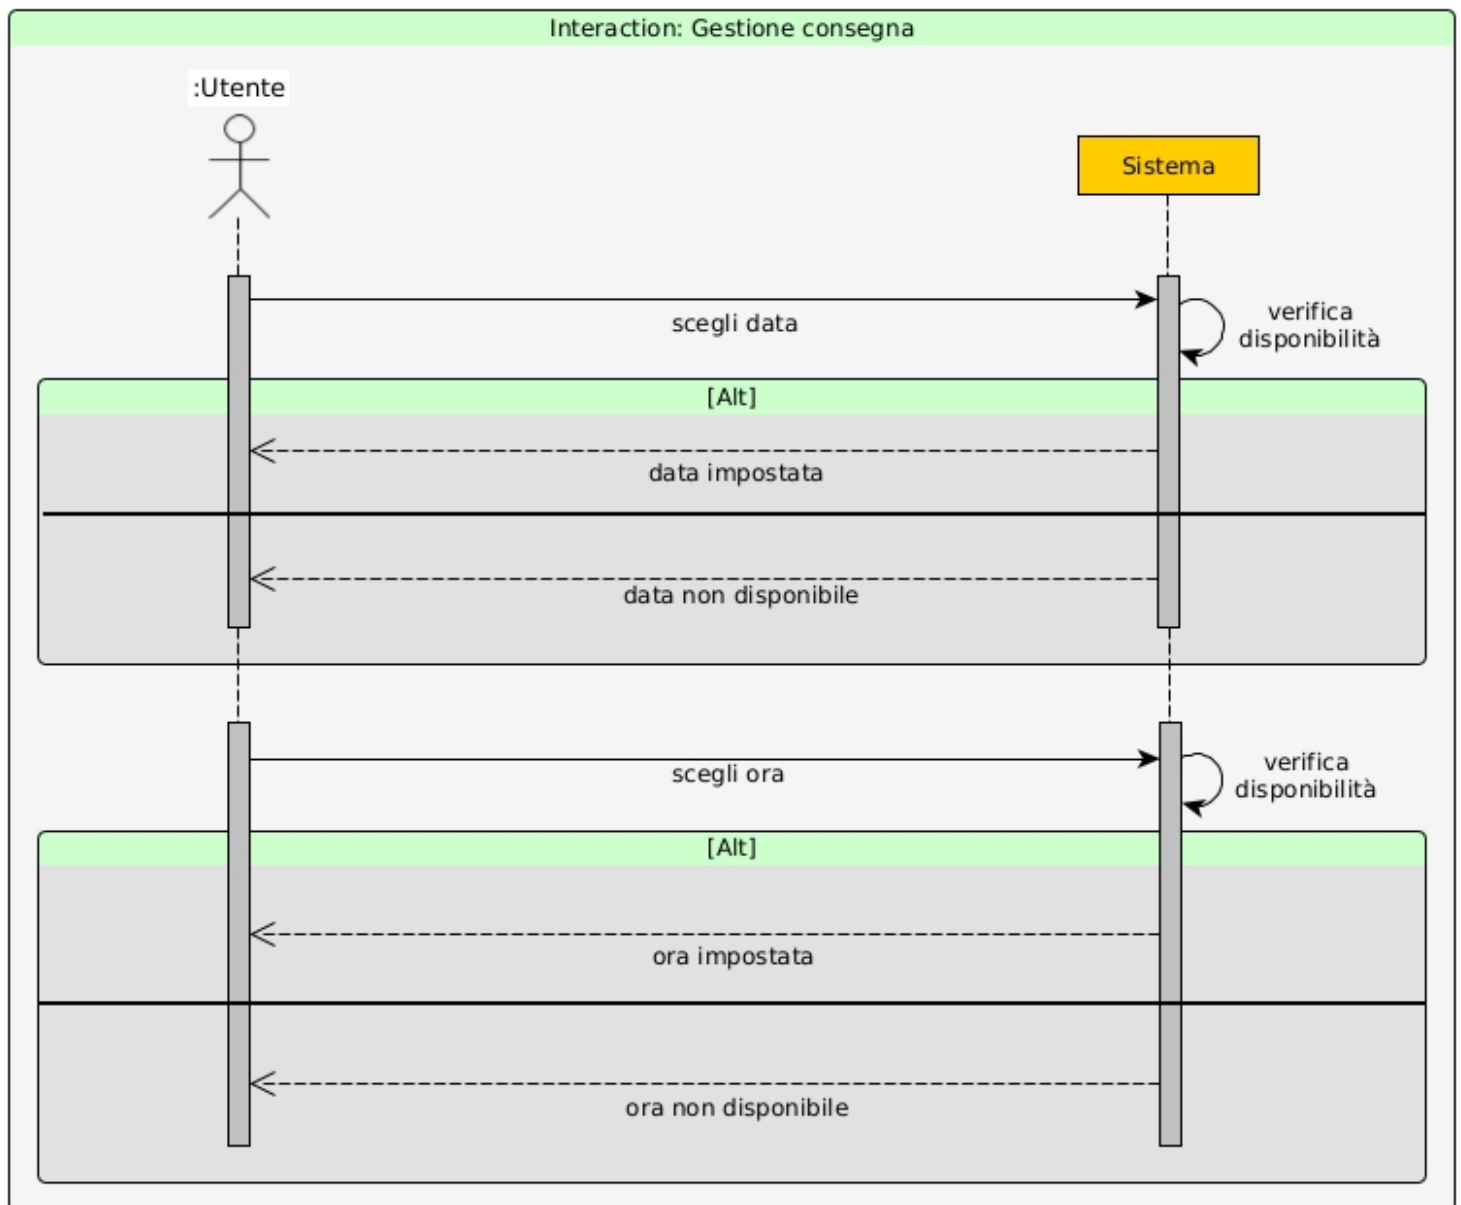 Interaction: Gestione consegna
:Utente
Sistema
scegli data
verifica
disponibilità
[Alt]
data impostata
data non disponibile
scegli ora
verifica
disponibilità
[Alt]
ora impostata
ora non disponibile